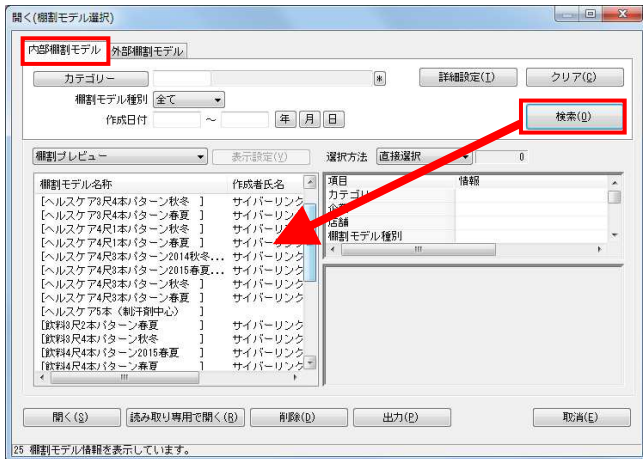 開く(棚割モデル選択)
内部棚割モデル 外部棚割モデル
カテゴリー * 詳細設定(I) クリア(C)
棚割モデル種別 全て
作成日付 ～ 年 月 日 検索(Q)
棚割プレビュー 表示設定(V) 選択方法 直接選択 0
棚割モデル名称 作成者氏名 項目 情報
[ヘルスケア3尺4本パターン秋冬 ] サイバーリンク カテゴリ
[ヘルスケア3尺4本パターン春夏 ] サイバーリンク
[ヘルスケア4尺1本パターン秋冬 ] サイバーリンク 店舗
[ヘルスケア4尺1本パターン春夏 ] サイバーリンク 棚割モデル種別
[ヘルスケア4尺3本パターン2014秋冬... サイバーリンク
[ヘルスケア4尺3本パターン2015春夏... サイバーリンク
[ヘルスケア4尺3本パターン秋冬 ] サイバーリンク
[ヘルスケア4尺3本パターン春夏 ] サイバーリンク
[ヘルスケア5本（制汗剤中心） ]
[飲料3尺2本パターン春夏 ] サイバーリンク
[飲料3尺3本パターン秋冬 ] サイバーリンク
[飲料4尺4本パターン2015春夏 ] サイバーリンク
[飲料4尺4本パターン春夏 ] サイバーリンク
開く(S) 読み取り専用で開く(R) 削除(D) 出力(P) 取消(E)
25 棚割モデル情報を表示しています。